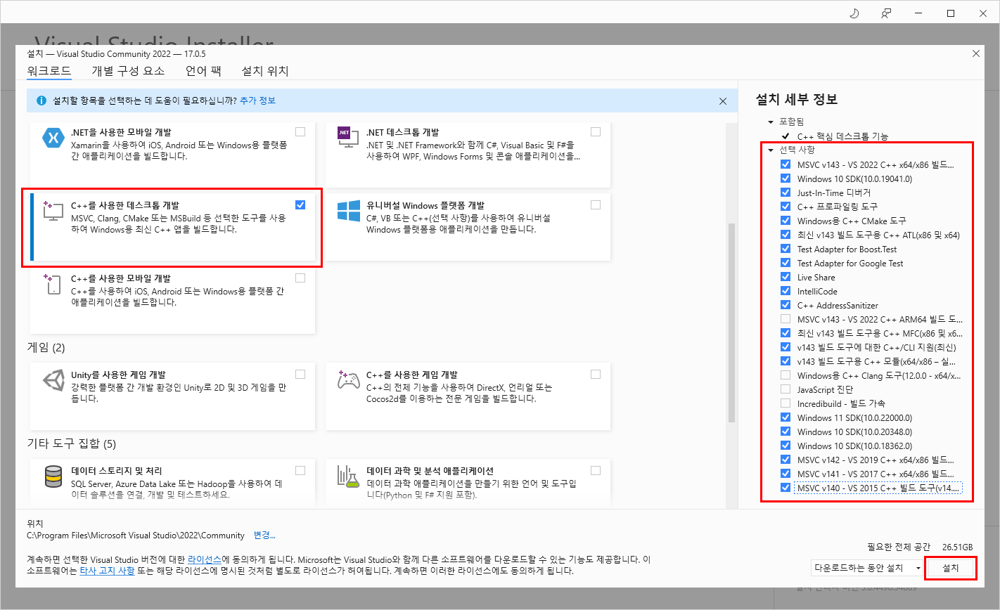 Visual Studio Installer
설치 — Visual Studio Community 2022 — 17.0.5
워크로드 개별 구성 요소 언어 팩 설치 위치
설치할 항목을 선택하는 데 도움이 필요하십니까? 추가 정보
.NET을 사용한 모바일 개발
Xamarin을 사용하여 iOS, Android 또는 Windows용 플랫폼
간 애플리케이션을 빌드합니다.
.NET
.NET 데스크톱 개발
.NET 및 .NET Framework와 함께 C#, Visual Basic 및 F#을
사용하여 WPF, Windows Forms 및 콘솔 애플리케이션을...
C++를 사용한 데스크톱 개발
MSVC, Clang, CMake 또는 MSBuild 등 선택한 도구를 사용
하여 Windows용 최신 C++ 앱을 빌드합니다.
유니버설 Windows 플랫폼 개발
C#, VB 또는 C++(선택 사항)를 사용하여 유니버설
Windows 플랫폼용 애플리케이션을 만듭니다.
C++를 사용한 모바일 개발
C++를 사용하여 iOS, Android 또는 Windows용 플랫폼 간
애플리케이션을 빌드합니다.
게임 (2)
Unity를 사용한 게임 개발
강력한 플랫폼 간 개발 환경인 Unity로 2D 및 3D 게임을 만
듭니다.
C++를 사용한 게임 개발
C++의 전체 기능을 사용하여 DirectX, 언리얼 또는
Cocos2d를 이용하는 전문 게임을 빌드합니다.
기타 도구 집합 (5)
데이터 스토리지 및 처리
SQL Server, Azure Data Lake 또는 Hadoop을 사용하여 데
이터 솔루션을 연결, 개발 및 테스트하세요.
데이터 과학 및 분석 애플리케이션
데이터 과학 애플리케이션을 만들기 위한 언어 및 도구입
니다(Python 및 F# 지원 포함).
설치 세부 정보
포함됨
C++ 핵심 데스크톱 기능
선택 사항
MSVC v143 - VS 2022 C++ x64/x86 빌드...
Windows 10 SDK(10.0.19041.0)
Just-In-Time 디버거
C++ 프로파일링 도구
Windows용 C++ CMake 도구
최신 v143 빌드 도구용 C++ ATL(x86 및 x64)
Test Adapter for Boost.Test
Test Adapter for Google Test
Live Share
IntelliCode
C++ AddressSanitizer
MSVC v143 - VS 2022 C++ ARM64 빌드 도...
최신 v143 빌드 도구용 C++ MFC(x86 및 x6...
v143 빌드 도구에 대한 C++/CLI 지원(최신)
v143 빌드 도구용 C++ 모듈(x64/x86 – 실...
Windows용 C++ Clang 도구(12.0.0 - x64/x...
JavaScript 진단
Incredibuild - 빌드 가속
Windows 11 SDK(10.0.22000.0)
Windows 10 SDK(10.0.20348.0)
Windows 10 SDK(10.0.18362.0)
MSVC v142 - VS 2019 C++ x64/x86 빌드...
MSVC v141 - VS 2017 C++ x64/x86 빌드...
MSVC v140 - VS 2015 C++ 빌드 도구(v14....
위치
C:\Program Files\Microsoft Visual Studio\2022\Community 변경...
필요한 전체 공간 26.51GB
계속하면 선택한 Visual Studio 버전에 대한 라이선스에 동의하게 됩니다. Microsoft는 Visual Studio와 함께 다른 소프트웨어를 다운로드할 수 있는 기능도 제공합니다. 이
소프트웨어는 타사 고지 사항 또는 해당 라이선스에 명시된 것처럼 별도로 라이선스가 허여됩니다. 계속하면 이러한 라이선스에도 동의하게 됩니다.
다운로드하는 동안 설치 설치